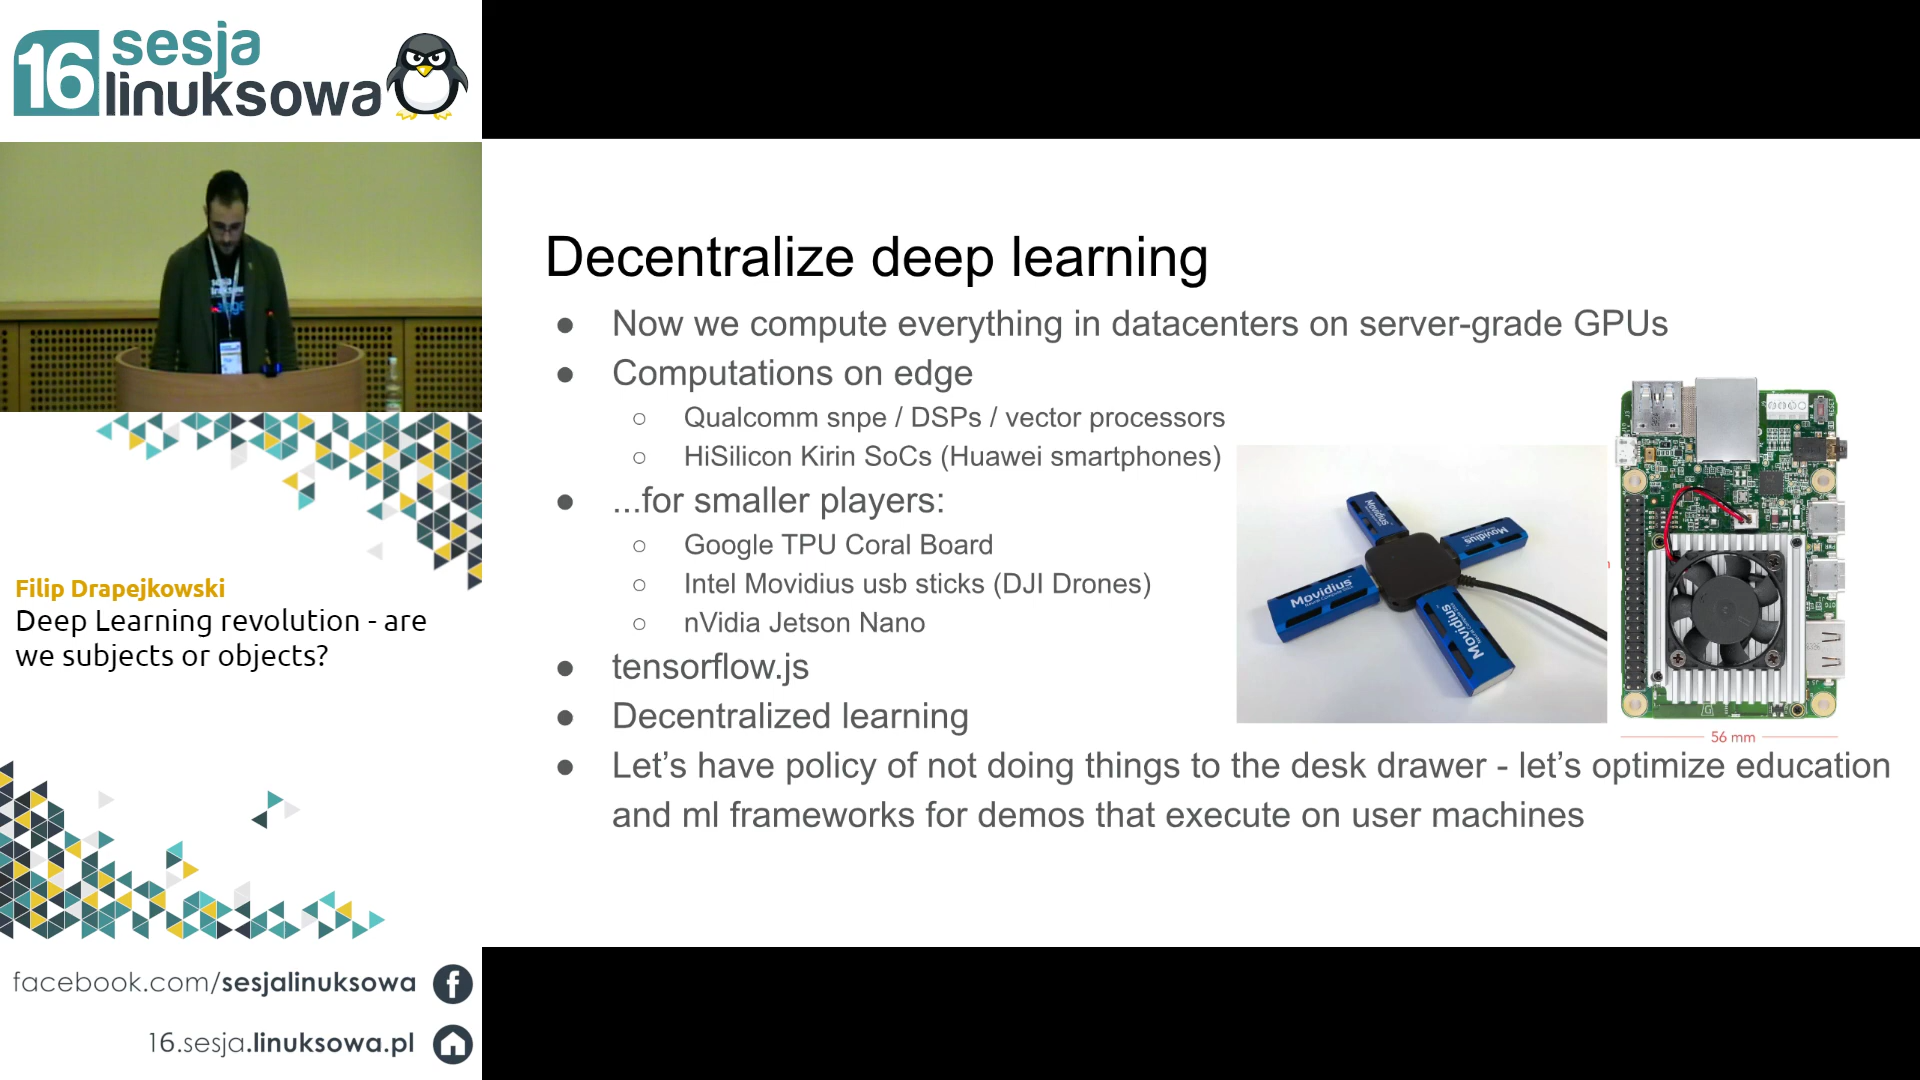 16 sesja
linuksowa
Filip Drapejkowski
Deep Learning revolution - are
we subjects or objects?
facebook.com/sesjalinuksowa
16.sesja.linuksowa.pl
Decentralize deep learning
● Now we compute everything in datacenters on server-grade GPUs
● Computations on edge
○ Qualcomm snpe / DSPs / vector processors
○ HiSilicon Kirin SoCs (Huawei smartphones)
● ...for smaller players:
○ Google TPU Coral Board
○ Intel Movidius usb sticks (DJI Drones)
○ nVidia Jetson Nano
● tensorflow.js
● Decentralized learning
● Let’s have policy of not doing things to the desk drawer - let’s optimize education
and ml frameworks for demos that execute on user machines
Movidius
Movidius
Movidius
Movidius
56 mm